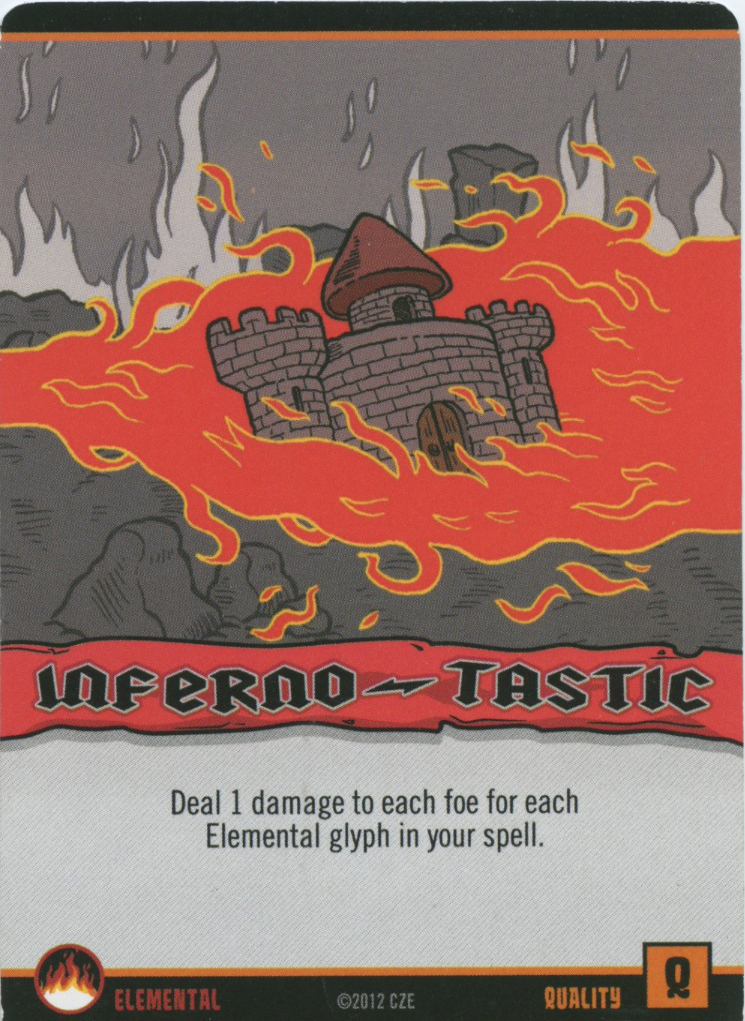 INFERNO-TASTIC
Deal 1 damage to each foe for each
Elemental glyph in your spell.
ELEMENTAL ©2012 CZE QUALITY Q